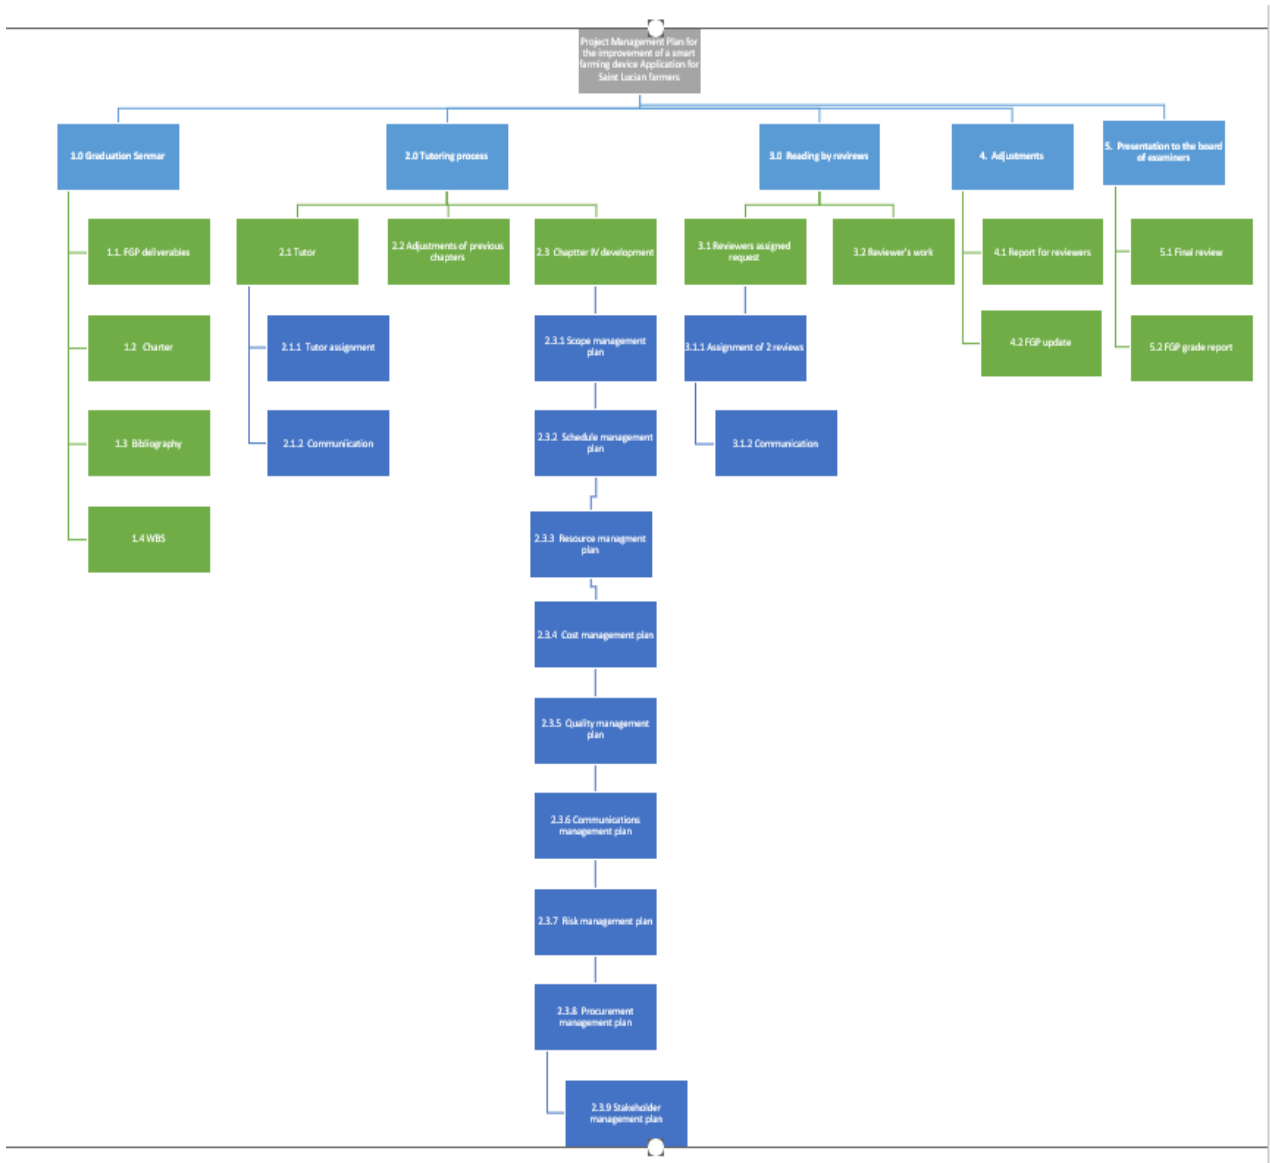 Project Management Plan for
the improvement of a smart
farming device Application for
Saint Lucian farmers
1.0 Graduation Senmar
2.0 Tutoring process
3.0 Reading by revirews
4. Adjustments
5. Presentation to the board
of examiners
1.1. FGP deliverables
2.1 Tutor
2.2 Adjustments of previous
chapters
2.3 Chaptter IV development
3.1 Reviewers assigned
request
3.2 Reviewer's work
4.1 Report for reviewers
5.1 Final review
1.2 Charter
2.1.1 Tutor assignment
2.3.1 Scope management
plan
3.1.1 Assignment of 2 reviews
4.2 FGP update
5.2 FGP grade report
1.3 Bibliography
2.1.2 Communiication
2.3.2 Schedule management
plan
3.1.2 Communication
1.4 WBS
2.3.3 Resource managment
plan
2.3.4 Cost management plan
2.3.5 Quality management
plan
2.3.6 Communications
management plan
2.3.7 Risk management plan
2.3.8 Procurement
management plan
2.3.9 Stakeholder
management plan